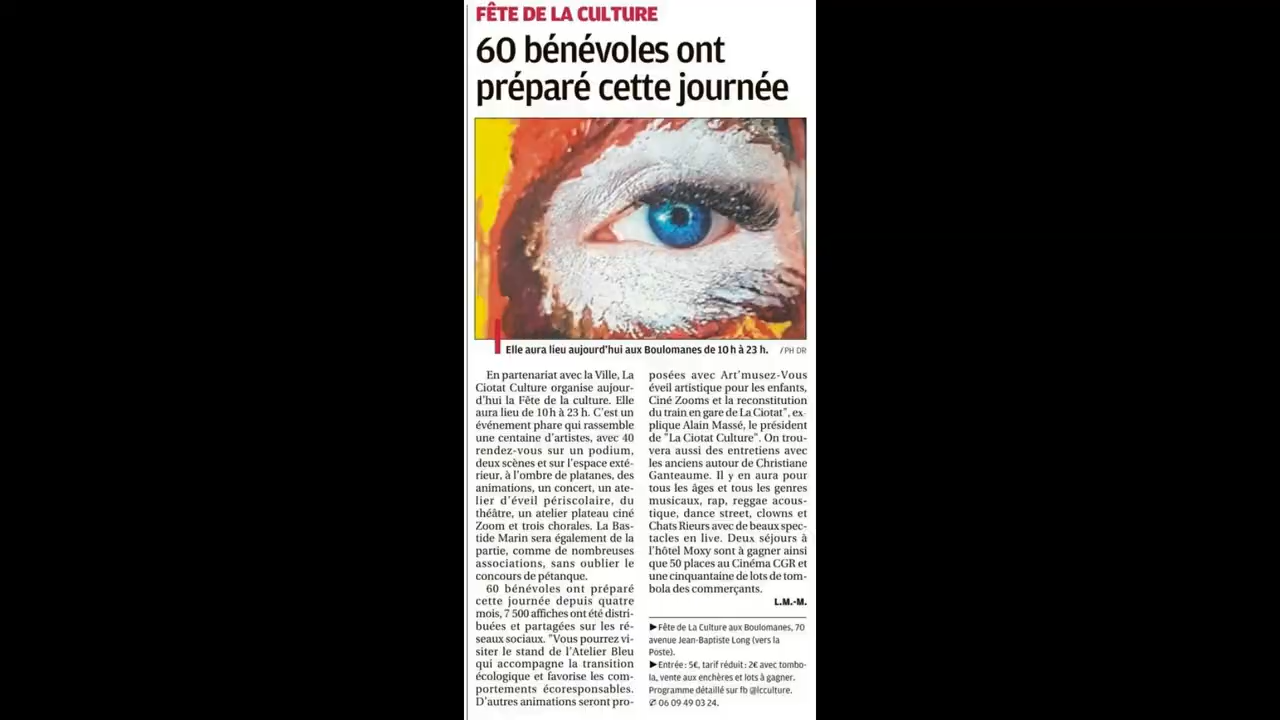 FÊTE DE LA CULTURE
60 bénévoles ont
préparé cette journée
Elle aura lieu aujourd'hui aux Boulomanes de 10 h à 23 h. /PH DR
En partenariat avec la Ville, La
Ciotat Culture organise aujour-
d'hui la Fête de la culture. Elle
aura lieu de 10 h à 23 h. C'est un
événement phare qui rassemble
une centaine d'artistes, avec 40
rendez-vous sur un podium,
deux scènes et sur l'espace exté-
rieur, à l'ombre de platanes, des
animations, un concert, un ate-
lier d'éveil périscolaire, du
théâtre, un atelier plateau ciné
Zoom et trois chorales. La Bas-
tide Marin sera également de la
partie, comme de nombreuses
associations, sans oublier le
concours de pétanque.
60 bénévoles ont préparé
cette journée depuis quatre
mois, 7 500 affiches ont été distri-
buées et partagées sur les ré-
seaux sociaux. "Vous pourrez vi-
siter le stand de l'Atelier Bleu
qui accompagne la transition
écologique et favorise les com-
portements écoresponsables.
D'autres animations seront pro-
posées avec Art'musez-Vous
éveil artistique pour les enfants,
Ciné Zooms et la reconstitution
du train en gare de La Ciotat", ex-
plique Alain Massé, le président
de "La Ciotat Culture". On trou-
vera aussi des entretiens avec
les anciens autour de Christiane
Ganteaume. Il y en aura pour
tous les âges et tous les genres
musicaux, rap, reggae acous-
tique, dance street, clowns et
Chats Rieurs avec de beaux spec-
tacles en live. Deux séjours à
l'hôtel Moxy sont à gagner ainsi
que 50 places au Cinéma CGR et
une cinquantaine de lots de tom-
bola des commerçants.
L.M.-M.
►Fête de La Culture aux Boulomanes, 70
avenue Jean-Baptiste Long (vers la
Poste).
►Entrée : 5€, tarif réduit : 2€ avec tombo-
la, vente aux enchères et lots à gagner.
Programme détaillé sur fb @lcculture.
✆ 06 09 49 03 24.